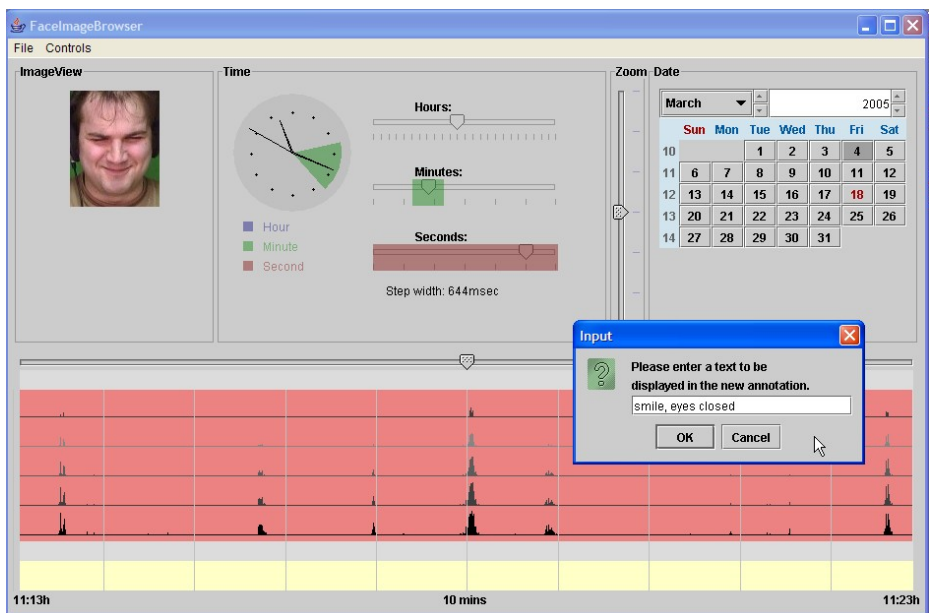 FaceImageBrowser
File Controls
ImageView
Time
Zoom
Date
Hours:
Minutes:
Seconds:
Hour
Minute
Second
Step width: 644msec
March
2005
Sun Mon Tue Wed Thu Fri Sat
10 1 2 3 4 5
11 6 7 8 9 10 11 12
12 13 14 15 16 17 18 19
13 20 21 22 23 24 25 26
14 27 28 29 30 31
Input
?
Please enter a text to be
displayed in the new annotation.
smile, eyes closed
OK Cancel
11:13h 10 mins 11:23h